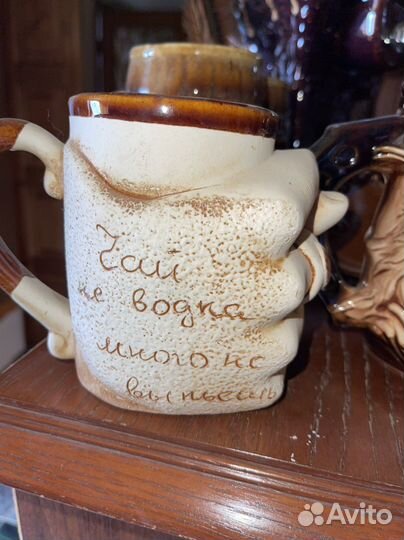 Чай
не водка
много не
выпьешь
Avito